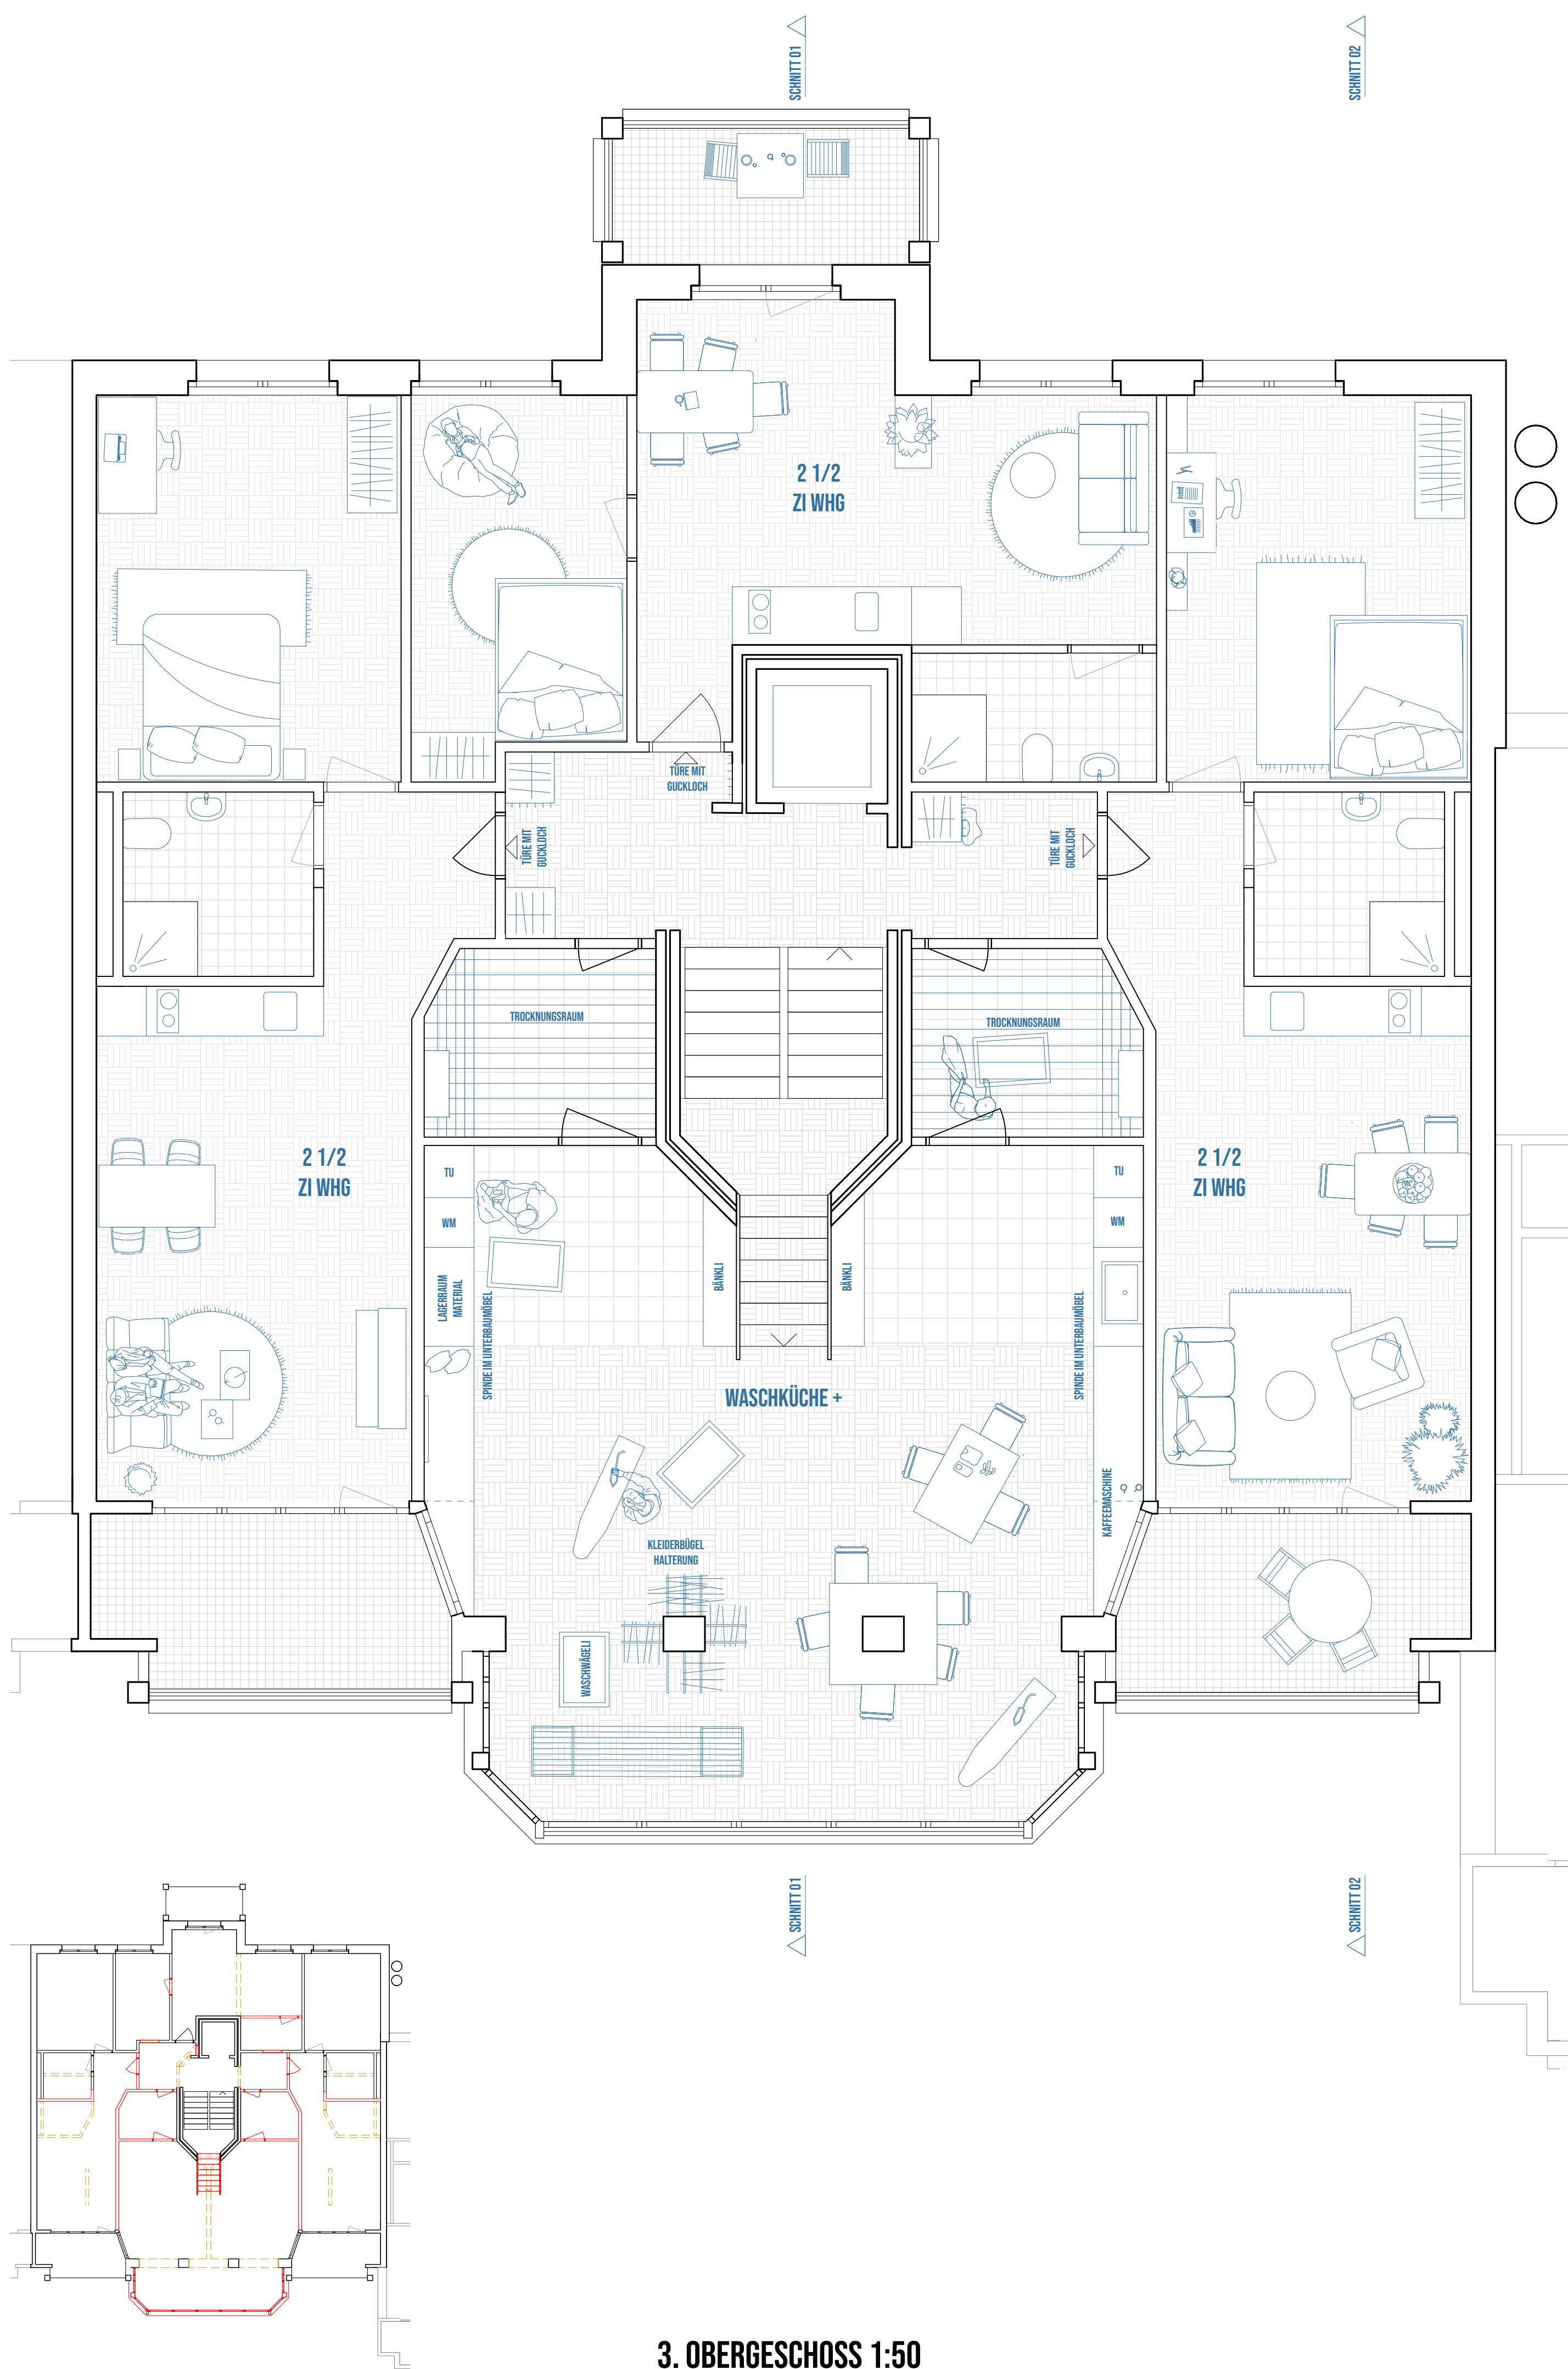 SCHNITT 01
SCHNITT 02
2 1/2
ZI WHG
TÜRE MIT
GUCKLOCH
TÜRE MIT
GUCKLOCH
TÜRE MIT
GUCKLOCH
TROCKNUNGSRAUM
TROCKNUNGSRAUM
2 1/2
ZI WHG
2 1/2
ZI WHG
TU
WM
LAGERRAUM
MATERIAL
SPINDE IM UNTERBAUMÖBEL
BÄNKLI
BÄNKLI
TU
WM
SPINDE IM UNTERBAUMÖBEL
WASCHKÜCHE +
KAFFEEMASCHINE
KLEIDERBÜGEL
HALTERUNG
WASCHWÄGELI
SCHNITT 01
SCHNITT 02
3. OBERGESCHOSS 1:50